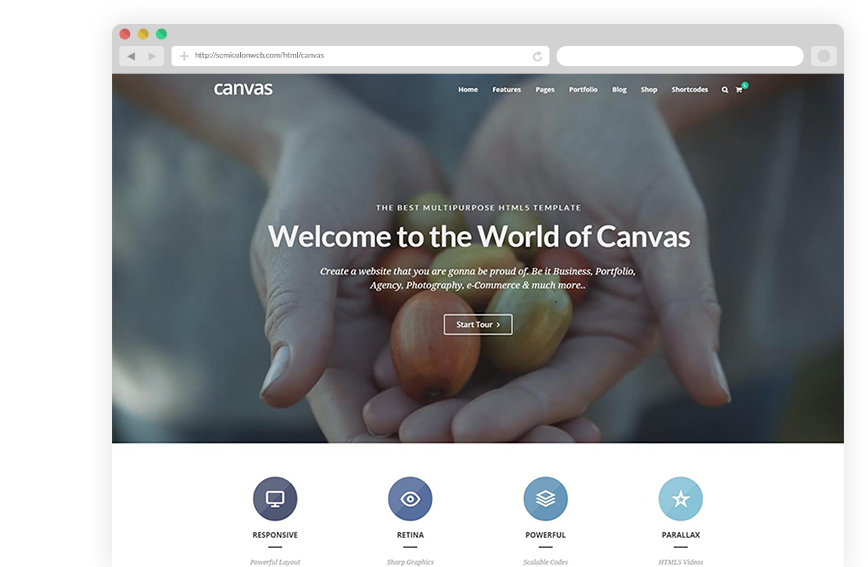 http://semicolonweb.com/html/canvas
canvas
Home Features Pages Portfolio Blog Shop Shortcodes
THE BEST MULTIPURPOSE HTML5 TEMPLATE
Welcome to the World of Canvas
Create a website that you are gonna be proud of. Be it Business, Portfolio,
Agency, Photography, e-Commerce & much more..
Start Tour
RESPONSIVE RETINA POWERFUL PARALLAX
Powerful Layout Sharp Graphics Scalable Codes HTML5 Videos